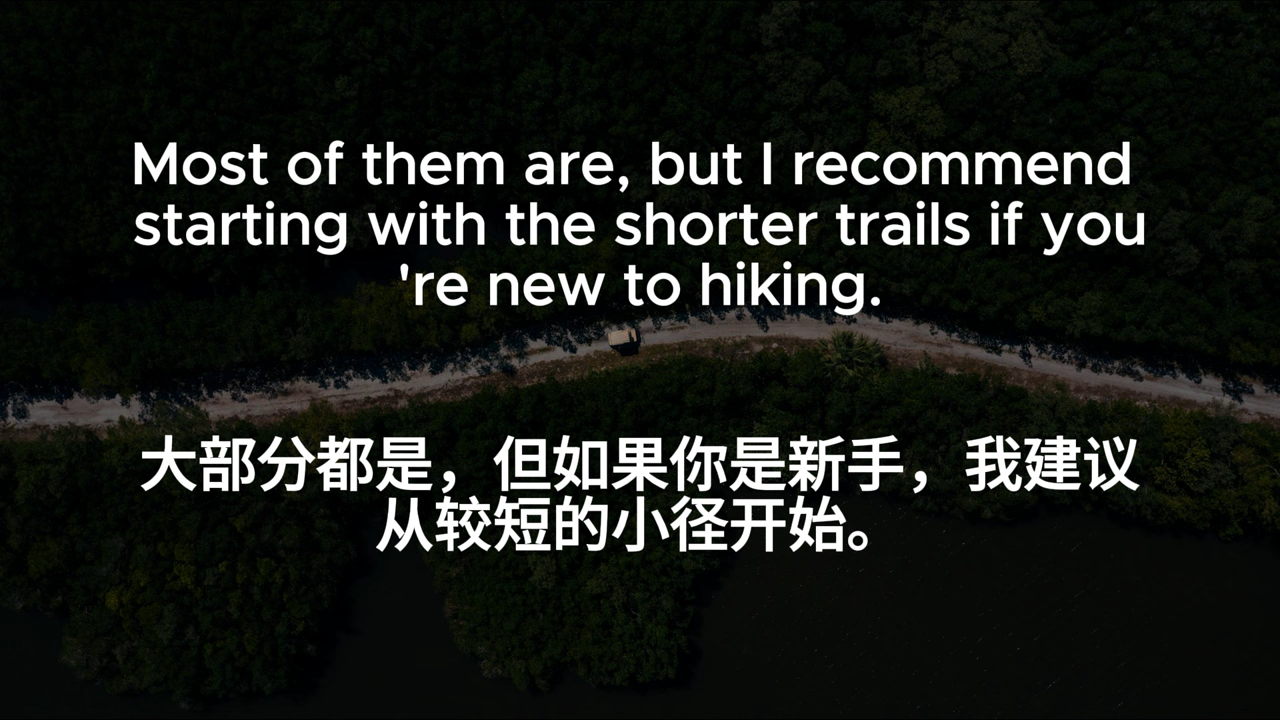 Most of them are, but I recommend
starting with the shorter trails if you
're new to hiking.
大部分都是，但如果你是新手，我建议
从较短的小径开始。